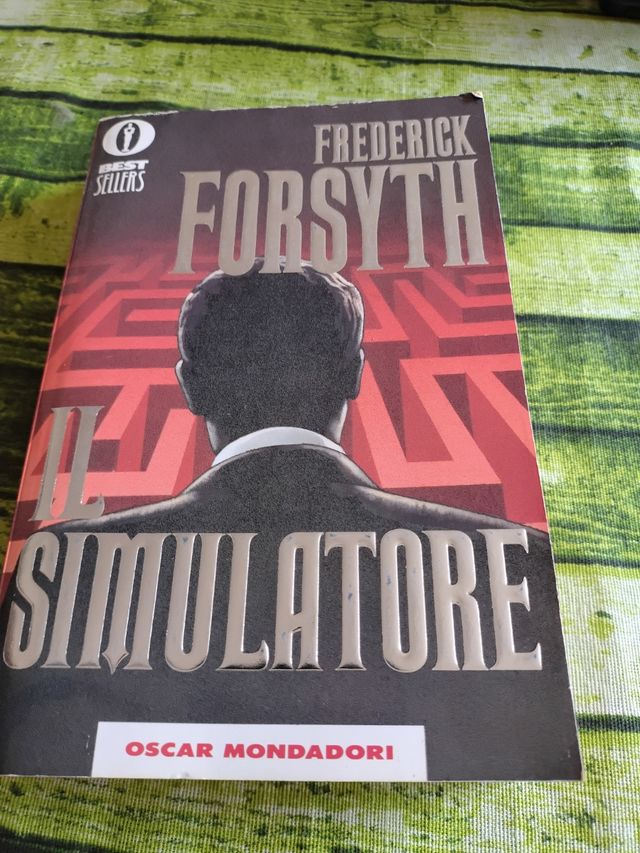 BEST
SELLERS
FREDERICK
FORSYTH
IL
SIMULATORE
OSCAR MONDADORI